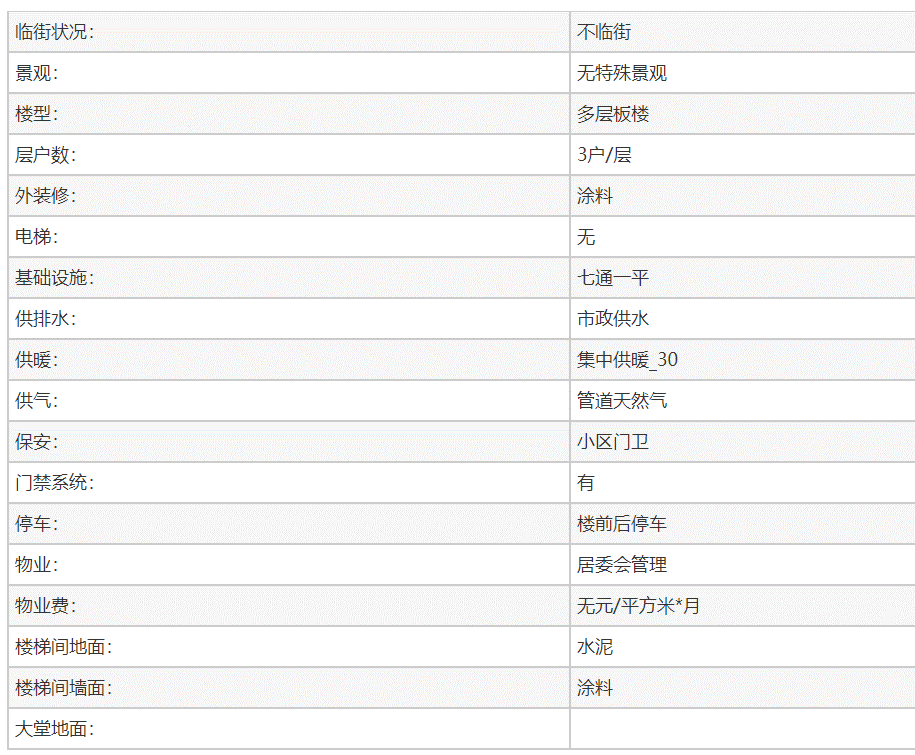 临街状况： 不临街
景观： 无特殊景观
楼型： 多层板楼
层户数： 3户/层
外装修： 涂料
电梯： 无
基础设施： 七通一平
供排水： 市政供水
供暖： 集中供暖_30
供气： 管道天然气
保安： 小区门卫
门禁系统： 有
停车： 楼前后停车
物业： 居委会管理
物业费： 无元/平方米*月
楼梯间地面： 水泥
楼梯间墙面： 涂料
大堂地面：